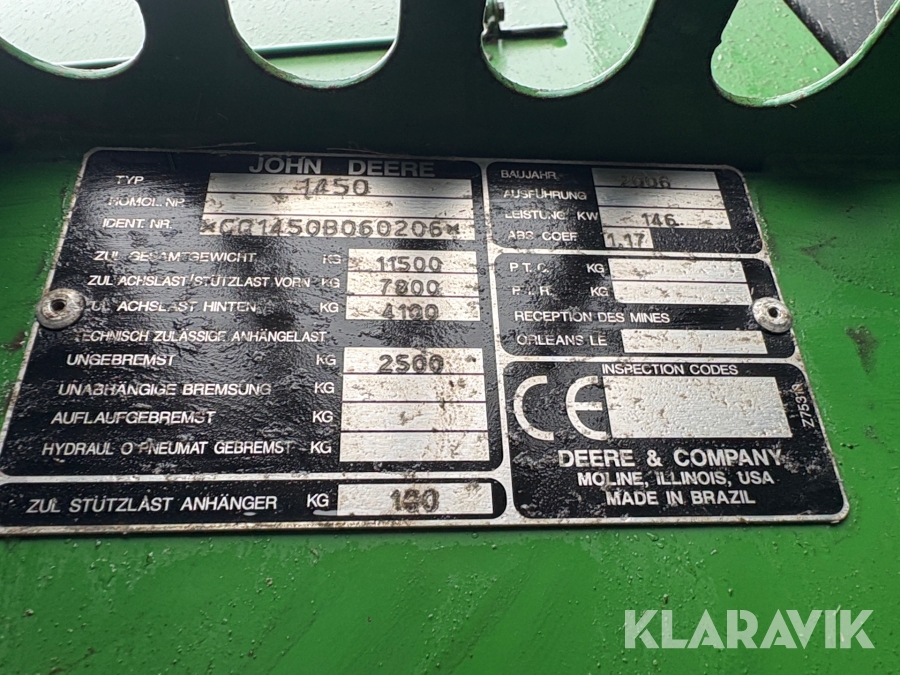 JOHN DEERE
TYP 1450
HOMOL. NR.
IDENT. NR. *CQ1450B060206*
ZUL GESAMTGEWICHT KG 11500
ZUL ACHSLAST/STÜTZLAST VORN KG 7800
ZUL ACHSLAST HINTEN KG 4100
TECHNISCH ZULÄSSIGE ANHÄNGELAST
UNGEBREMST KG 2500
UNABHÄNGIGE BREMSUNG KG
AUFLAUFGEBREMST KG
HYDRAUL O PNEUMAT GEBREMST KG
ZUL STÜTZLAST ANHÄNGER KG
BAUJAHR 2006
AUSFÜHRUNG
LEISTUNG KW 146
ABS. COEF 1.17
P.T.C. KG
P.T.R. KG
RECEPTION DES MINES
ORLEANS LE
INSPECTION CODES
CE
DEERE & COMPANY
MOLINE, ILLINOIS, USA
MADE IN BRAZIL
KLARAVIK